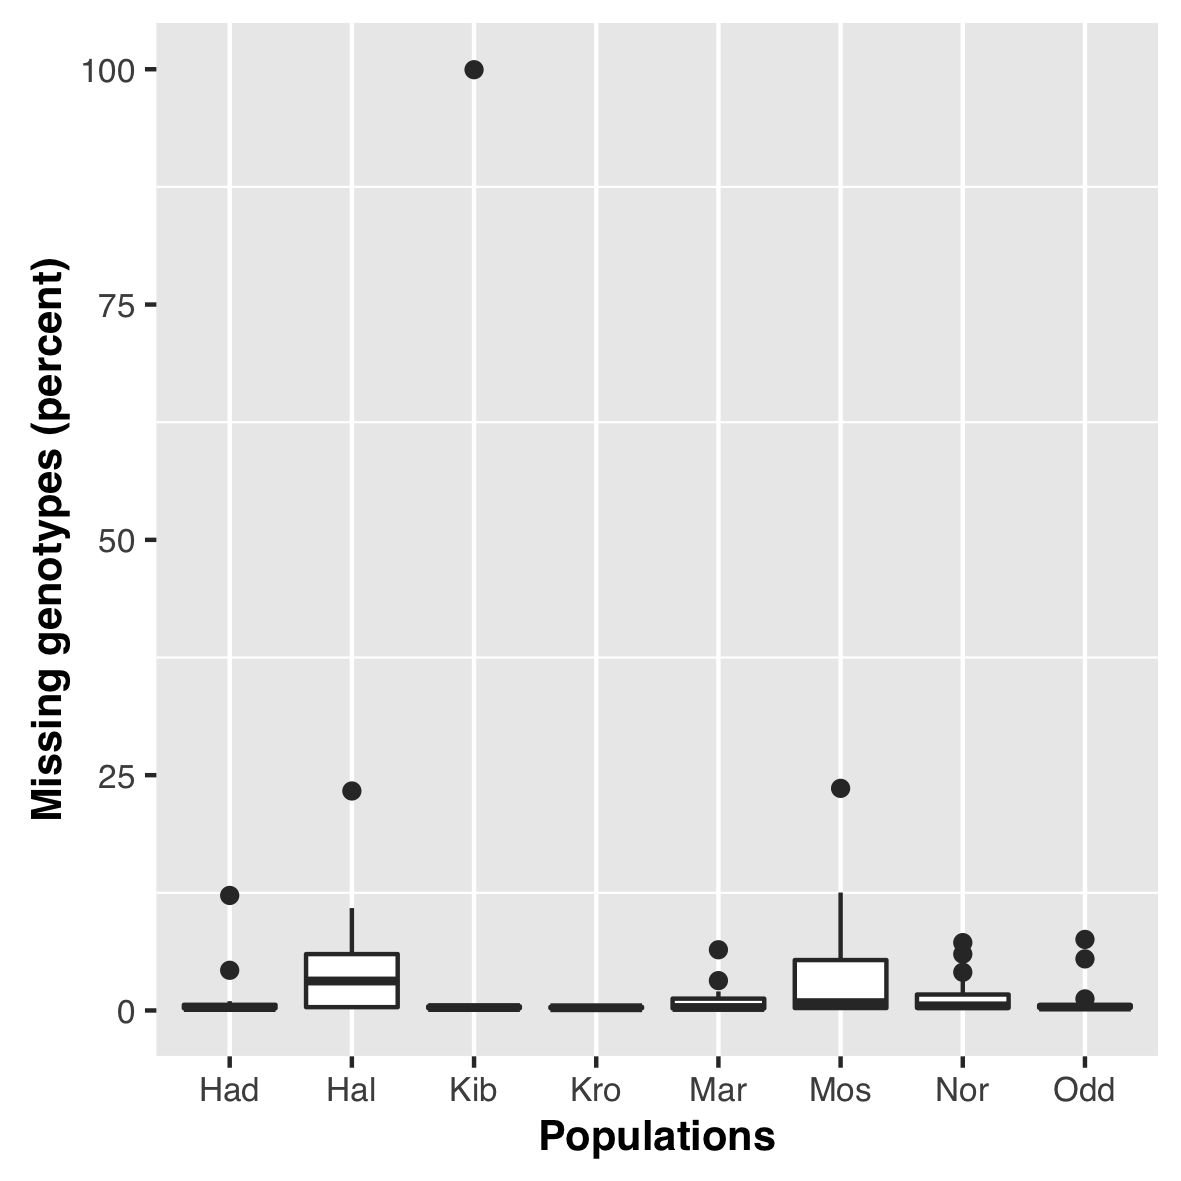 Missing genotypes (percent)
100
75
50
25
0
Had Hal Kib Kro Mar Mos Nor Odd
Populations